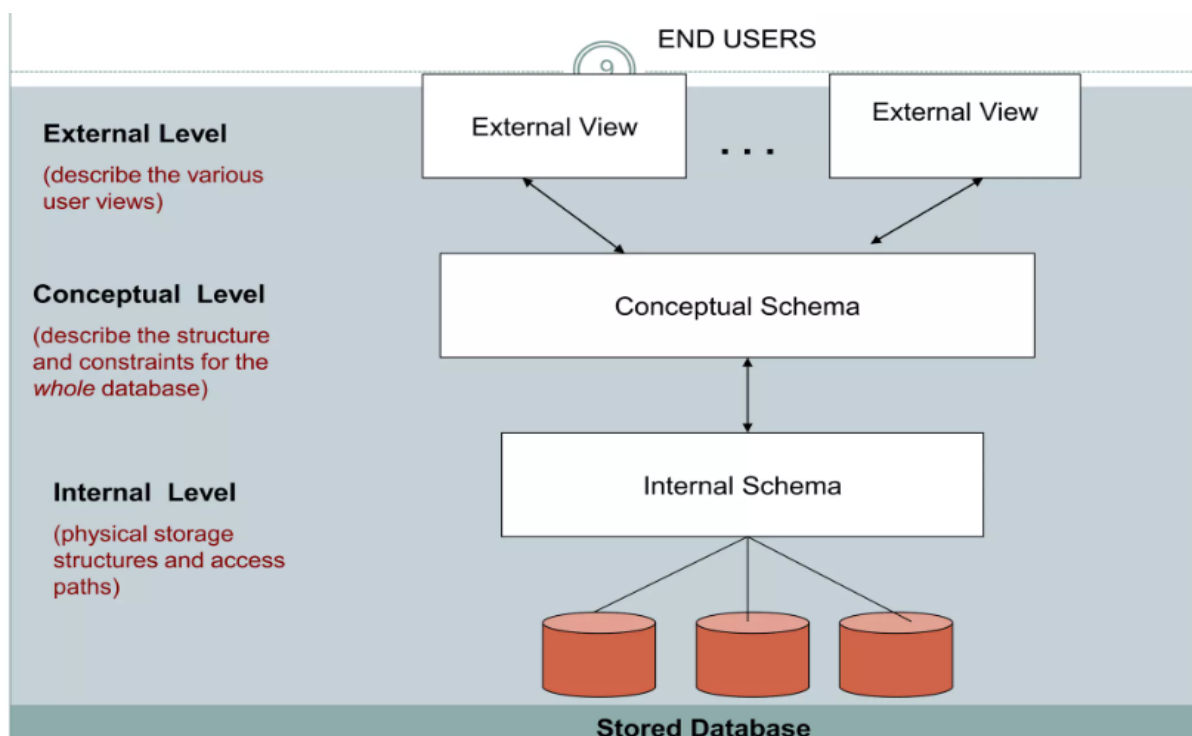 END USERS
9
External View
External View
. . .
External Level
(describe the various
user views)
Conceptual Level
(describe the structure
and constraints for the
whole database)
Conceptual Schema
Internal Level
(physical storage
structures and access
paths)
Internal Schema
Stored Database